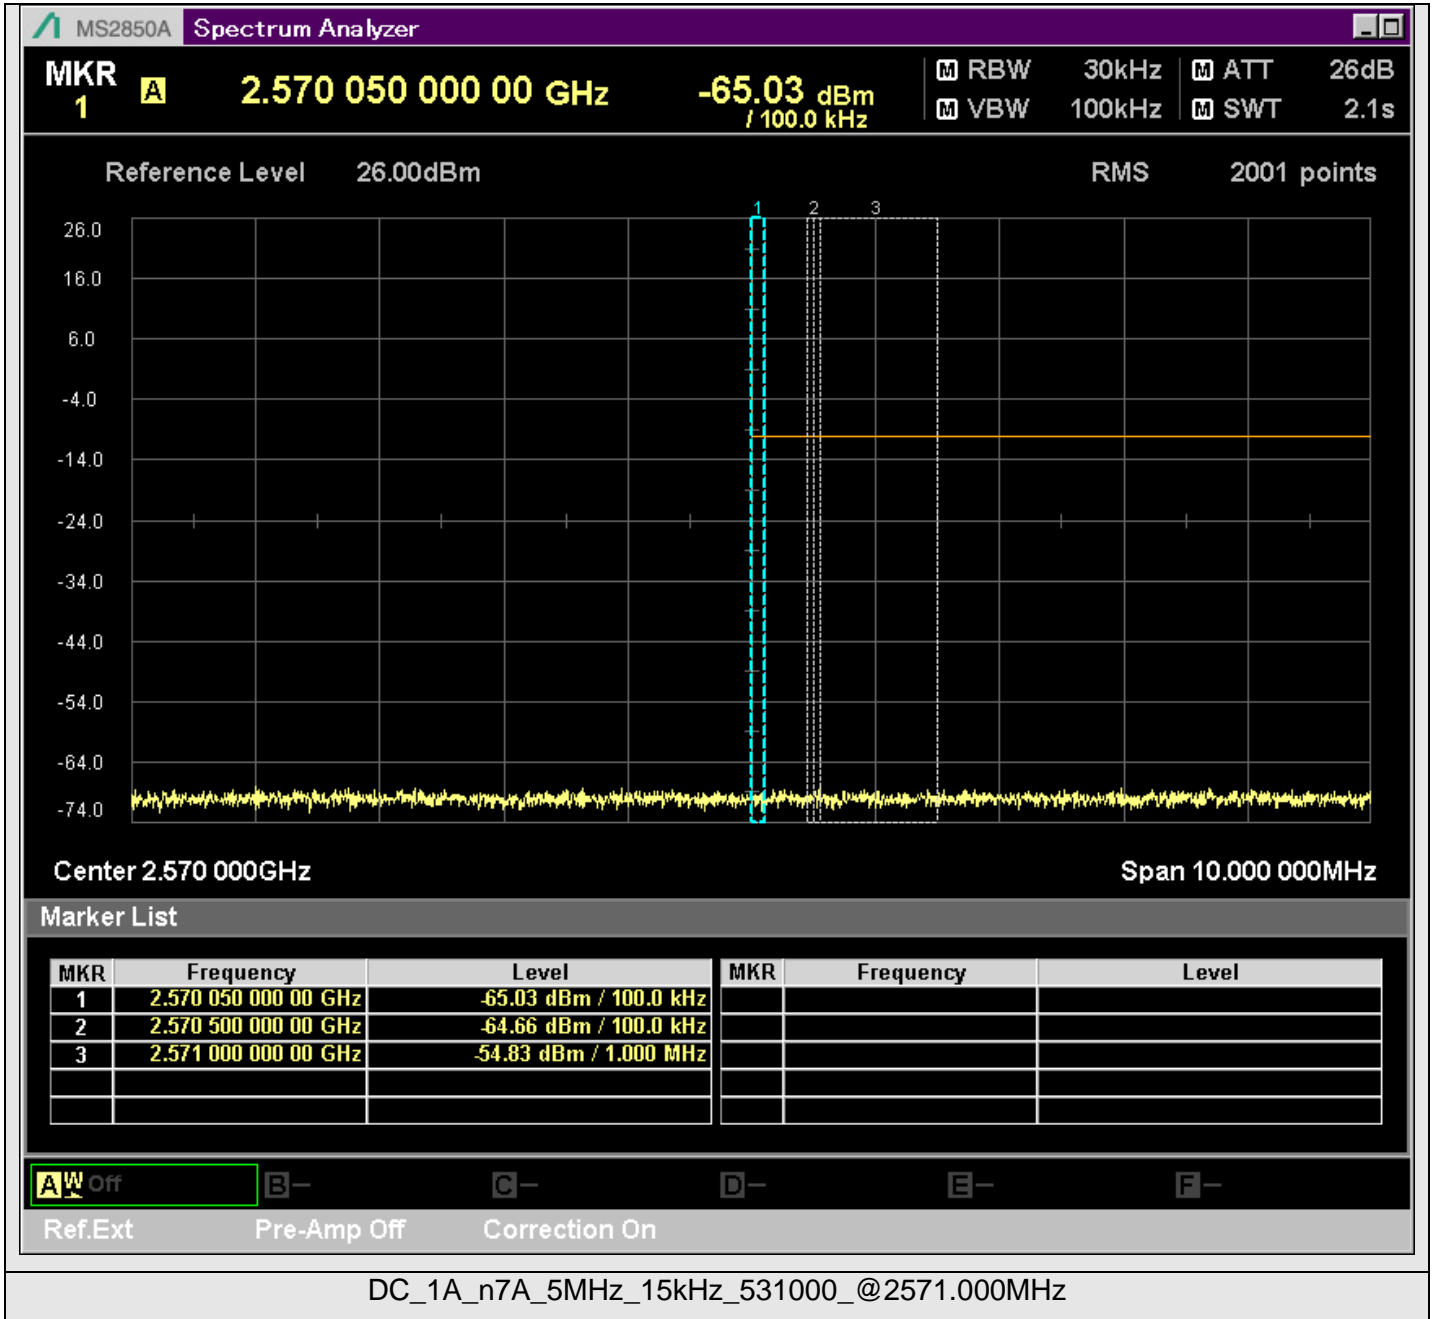 MS2850A Spectrum Analyzer
MKR 1 A 2.570 050 000 00 GHz -65.03 dBm / 100.0 kHz
M RBW 30kHz M ATT 26dB
M VBW 100kHz M SWT 2.1s
Reference Level 26.00dBm RMS 2001 points
1 2 3
26.0
16.0
6.0
-4.0
-14.0
-24.0
-34.0
-44.0
-54.0
-64.0
-74.0
Center 2.570 000GHz Span 10.000 000MHz
Marker List
MKR Frequency Level MKR Frequency Level
1 2.570 050 000 00 GHz -65.03 dBm / 100.0 kHz
2 2.570 500 000 00 GHz -64.66 dBm / 100.0 kHz
3 2.571 000 000 00 GHz -54.83 dBm / 1.000 MHz
A W Off B – C – D – E – F –
Ref.Ext Pre-Amp Off Correction On
DC_1A_n7A_5MHz_15kHz_531000_@2571.000MHz